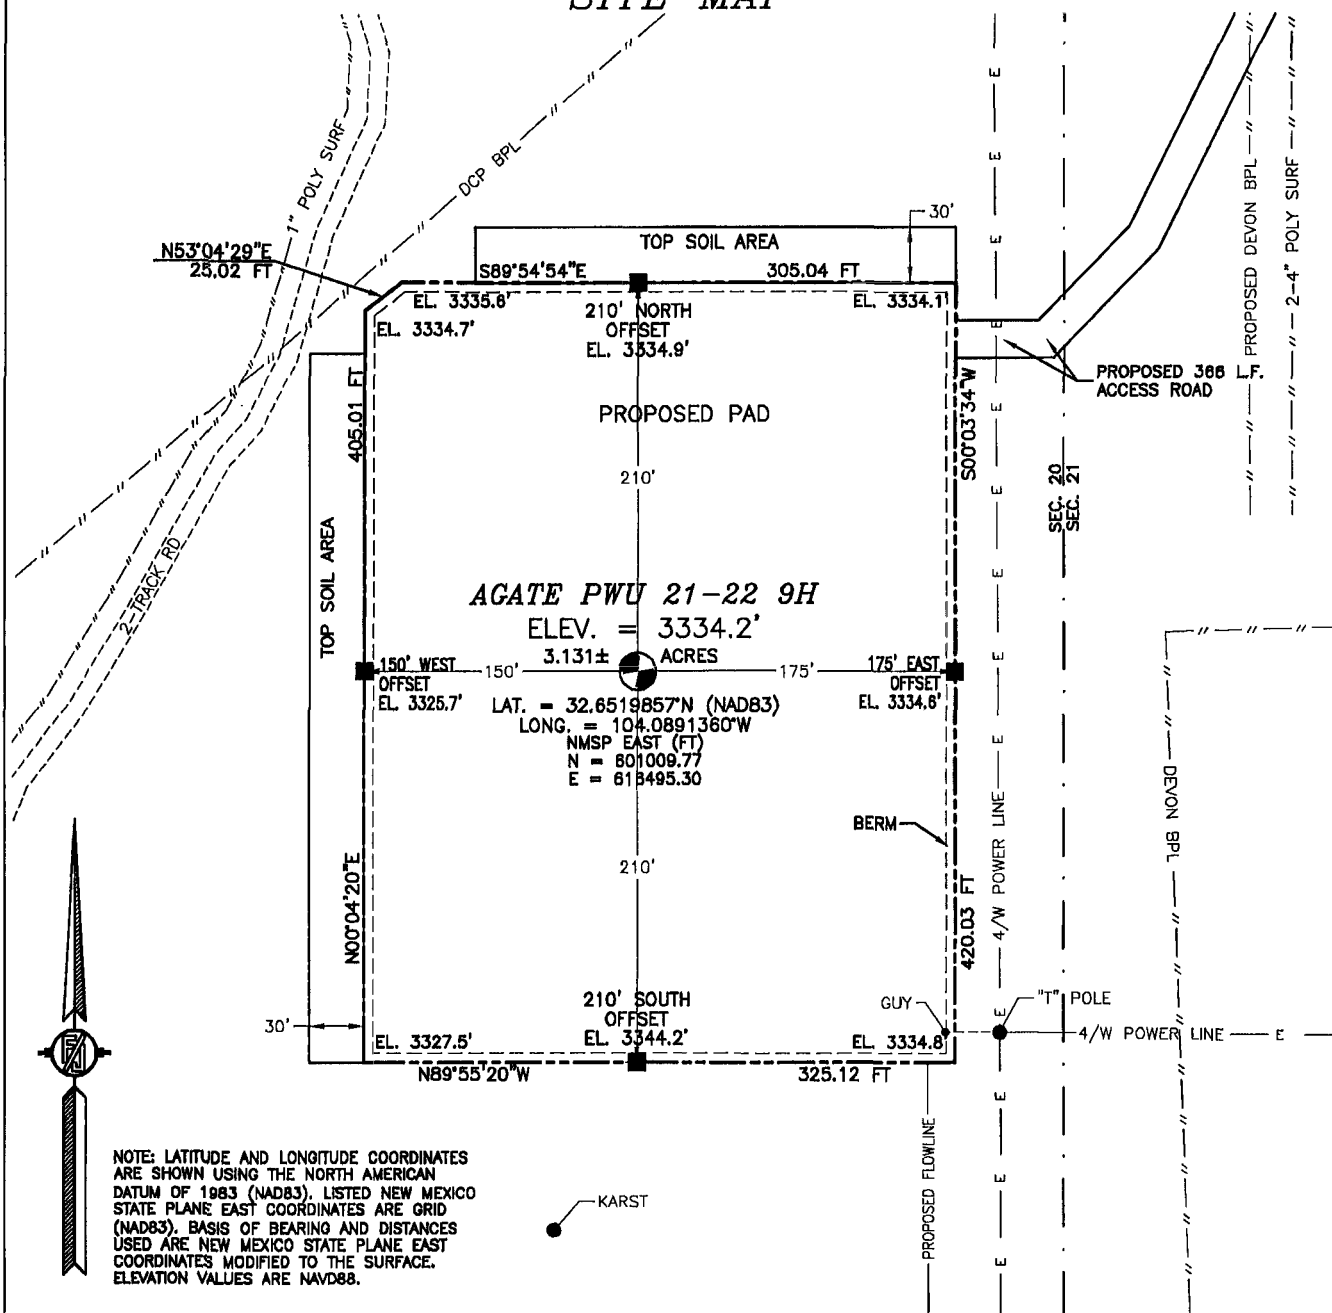 SITE MAP
1" POLY SURF
DCP BPL
30'
TOP SOIL AREA
N53°04'29"E
25.02 FT
S89°54'54"E
305.04 FT
EL. 3335.6'
EL. 3334.1'
EL. 3334.7'
210' NORTH
OFFSET
EL. 3334.9'
PROPOSED DEVON BPL
2-4" POLY SURF
PROPOSED 366 L.F.
ACCESS ROAD
405.01 FT
S00°03'34"W
PROPOSED PAD
210'
SEC. 20
SEC. 21
2-TRACK RD
TOP SOIL AREA
AGATE PWU 21-22 9H
ELEV. = 3334.2'
3.131± ACRES
150' WEST
OFFSET
EL. 3325.7'
150'
175'
175' EAST
OFFSET
EL. 3334.6'
LAT. = 32.6519857°N (NAD83)
LONG. = 104.0891360°W
NMSP EAST (FT)
N = 601009.77
E = 616495.30
DEVON BPL
BERM
4/W POWER LINE
210'
N00°04'20"E
420.03 FT
210' SOUTH
OFFSET
EL. 3344.2'
GUY
"T" POLE
30'
EL. 3327.5'
EL. 3334.8'
4/W POWER LINE E
N89°55'20"W
325.12 FT
PROPOSED FLOWLINE
E
E
E
E
E
E
E
E
E
E
E
E
E
NOTE: LATITUDE AND LONGITUDE COORDINATES
ARE SHOWN USING THE NORTH AMERICAN
DATUM OF 1983 (NAD83). LISTED NEW MEXICO
STATE PLANE EAST COORDINATES ARE GRID
(NAD83). BASIS OF BEARING AND DISTANCES
USED ARE NEW MEXICO STATE PLANE EAST
COORDINATES MODIFIED TO THE SURFACE.
ELEVATION VALUES ARE NAVD88.
KARST